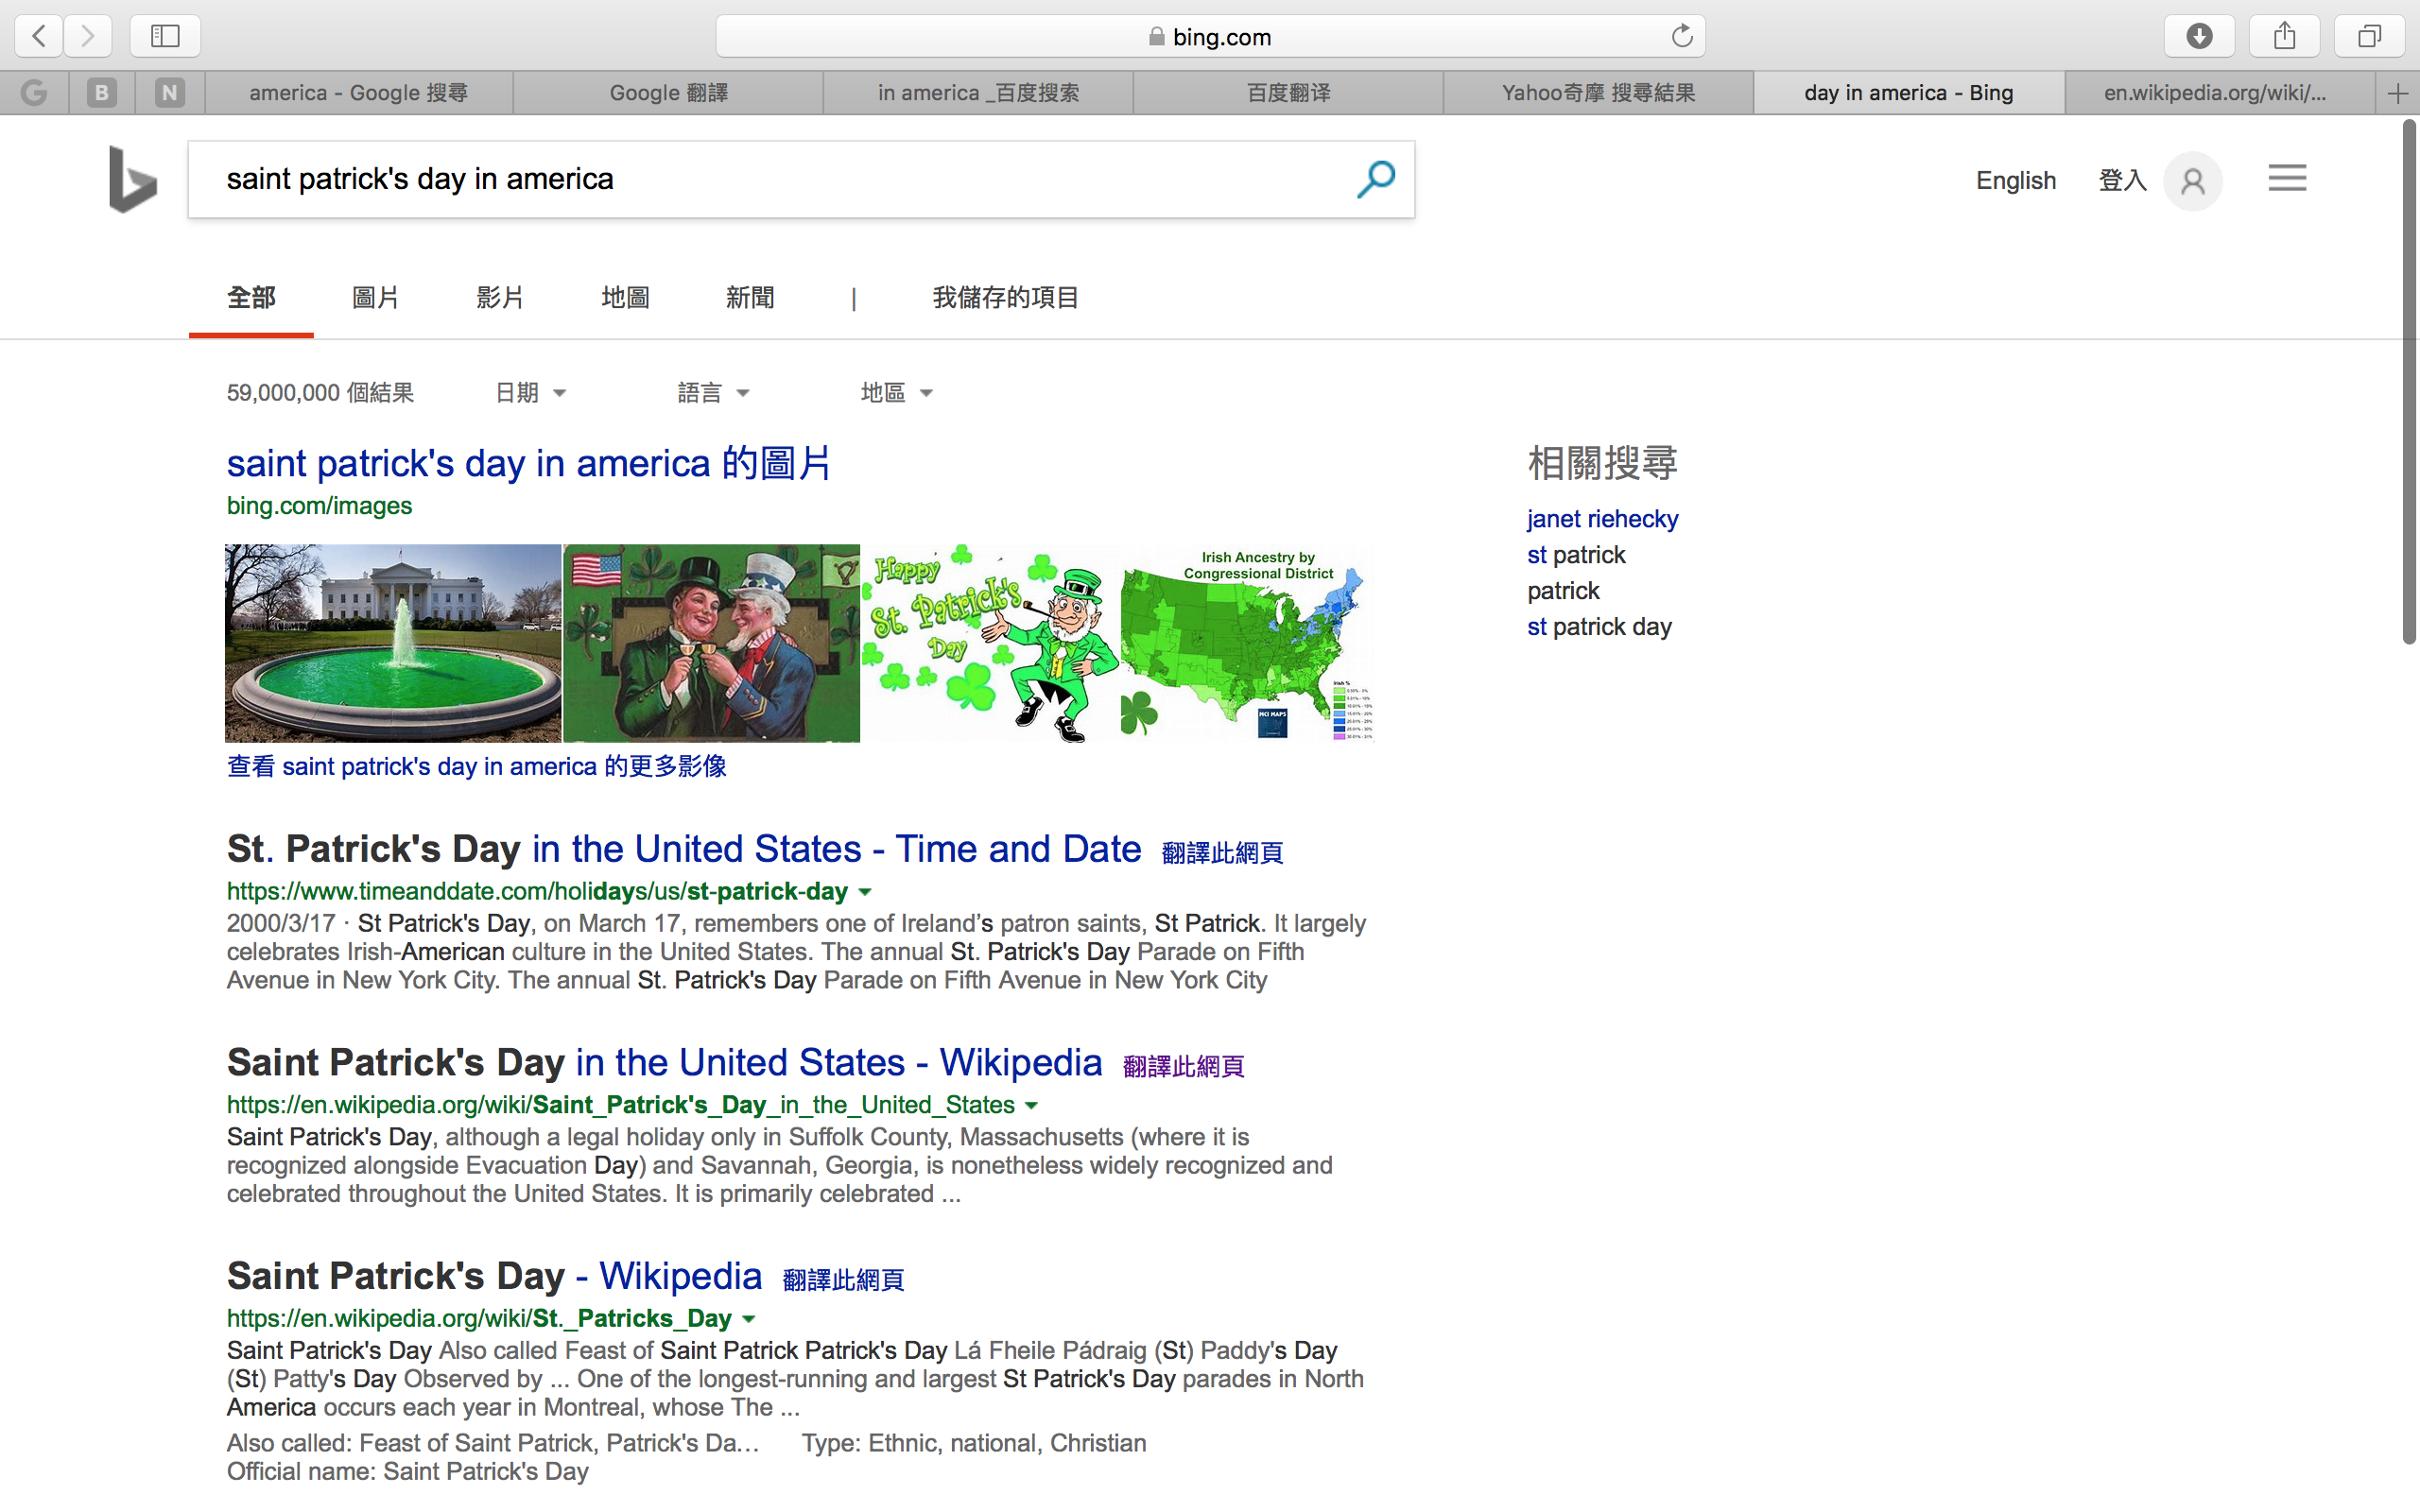 bing.com
G
B
N
america - Google 搜尋
Google 翻譯
in america _百度搜索
百度翻译
Yahoo奇摩 搜尋結果
day in america - Bing
en.wikipedia.org/wiki/...
saint patrick's day in america
English
登入
全部
圖片
影片
地圖
新聞
|
我儲存的項目
59,000,000 個結果
日期
語言
地區
saint patrick's day in america 的圖片
bing.com/images
Happy
St. Patrick's
Day
Irish Ancestry by
Congressional District
Irish %
HCI MAPS
查看 saint patrick's day in america 的更多影像
St. Patrick's Day in the United States - Time and Date 翻譯此網頁
https://www.timeanddate.com/holidays/us/st-patrick-day
2000/3/17 · St Patrick's Day, on March 17, remembers one of Ireland’s patron saints, St Patrick. It largely
celebrates Irish-American culture in the United States. The annual St. Patrick's Day Parade on Fifth
Avenue in New York City. The annual St. Patrick's Day Parade on Fifth Avenue in New York City
Saint Patrick's Day in the United States - Wikipedia 翻譯此網頁
https://en.wikipedia.org/wiki/Saint_Patrick's_Day_in_the_United_States
Saint Patrick's Day, although a legal holiday only in Suffolk County, Massachusetts (where it is
recognized alongside Evacuation Day) and Savannah, Georgia, is nonetheless widely recognized and
celebrated throughout the United States. It is primarily celebrated ...
Saint Patrick's Day - Wikipedia 翻譯此網頁
https://en.wikipedia.org/wiki/St._Patricks_Day
Saint Patrick's Day Also called Feast of Saint Patrick Patrick's Day Lá Fheile Pádraig (St) Paddy's Day
(St) Patty's Day Observed by ... One of the longest-running and largest St Patrick's Day parades in North
America occurs each year in Montreal, whose The ...
Also called: Feast of Saint Patrick, Patrick's Da... Type: Ethnic, national, Christian
Official name: Saint Patrick's Day
相關搜尋
janet riehecky
st patrick
patrick
st patrick day